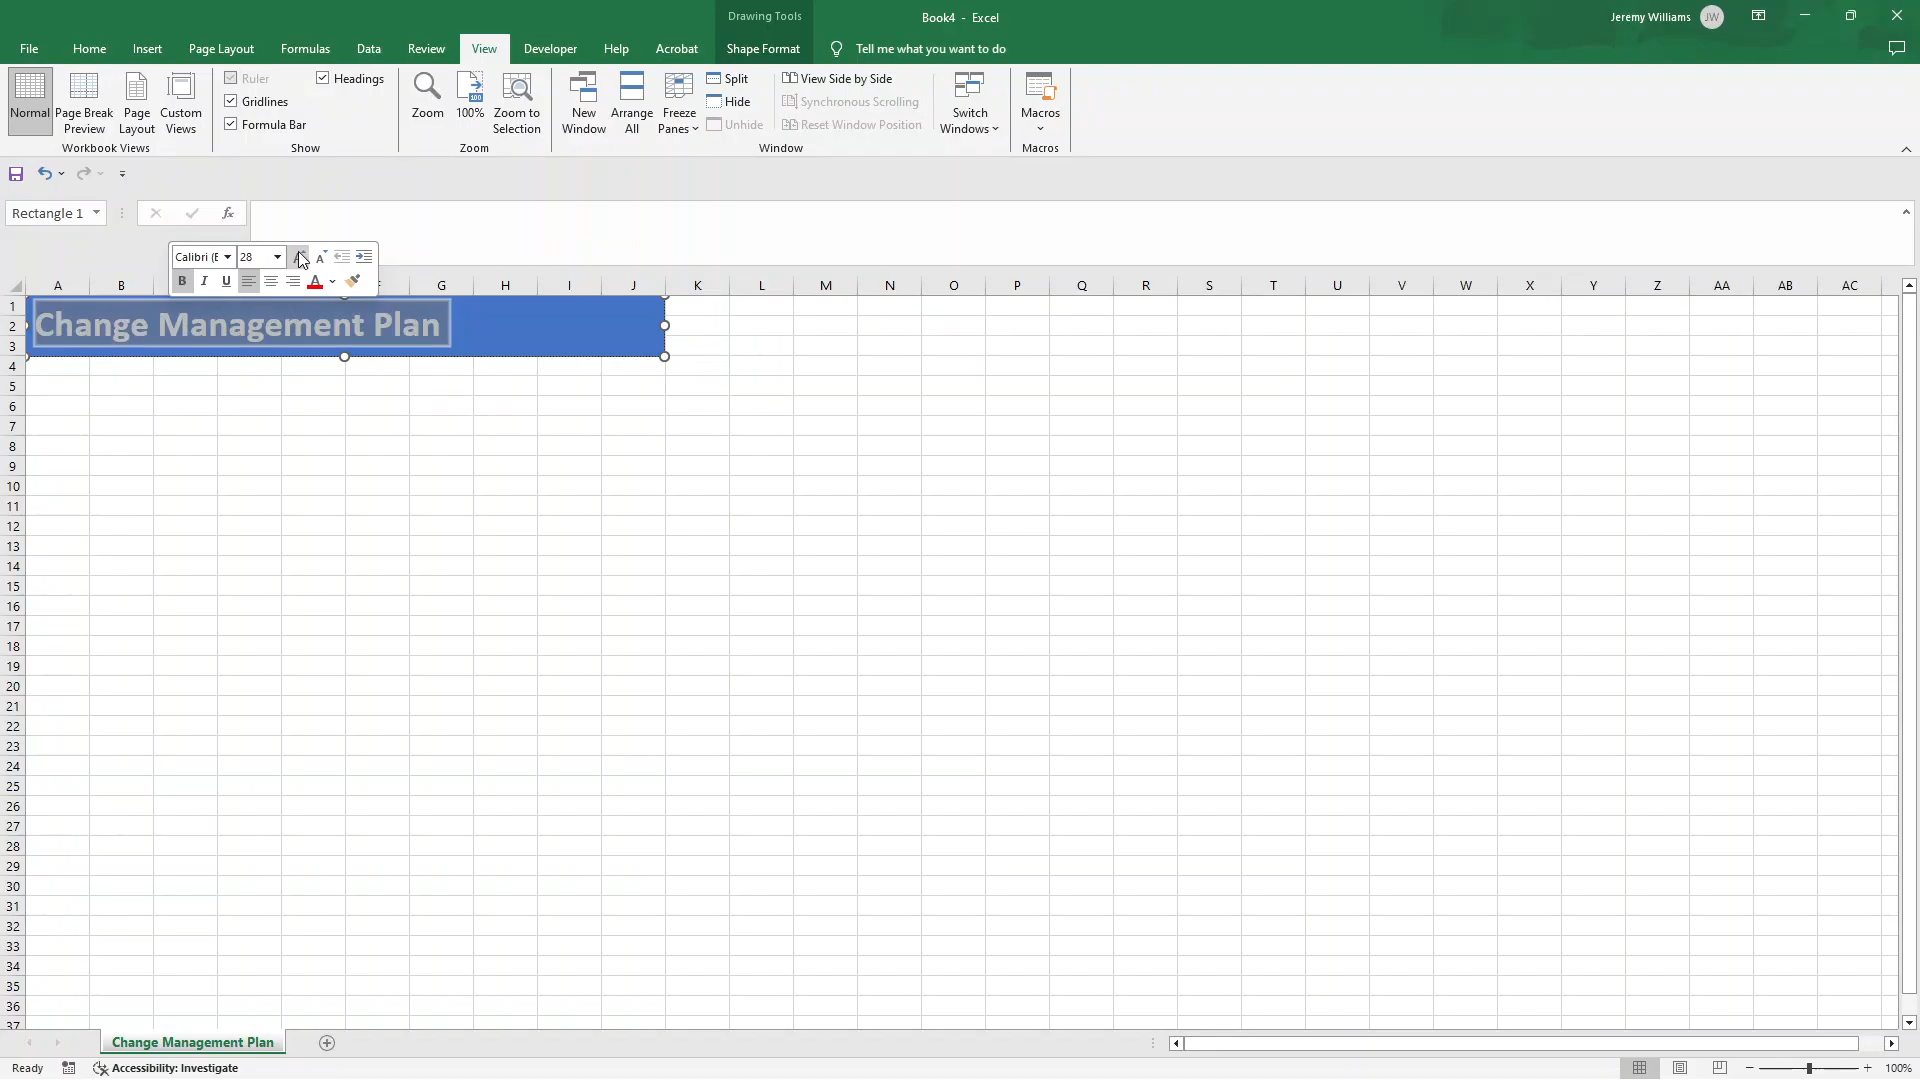 Drawing Tools
Book4 - Excel
Jeremy Williams JW
File Home Insert Page Layout Formulas Data Review View Developer Help Acrobat Shape Format Tell me what you want to do
Normal
Page Break Preview
Page Layout
Custom Views
Workbook Views
Ruler
Headings
Gridlines
Formula Bar
Show
Zoom
100%
Zoom to Selection
Zoom
New Window
Arrange All
Freeze Panes
Split
Hide
Unhide
View Side by Side
Synchronous Scrolling
Reset Window Position
Window
Switch Windows
Macros
Macros
Rectangle 1
fx
Calibri (E 28
B I U A
A B G H I J K L M N O P Q R S T U V W X Y Z AA AB AC
Change Management Plan
1
2
3
4
5
6
7
8
9
10
11
12
13
14
15
16
17
18
19
20
21
22
23
24
25
26
27
28
29
30
31
32
33
34
35
36
37
Change Management Plan
Ready
Accessibility: Investigate
100%